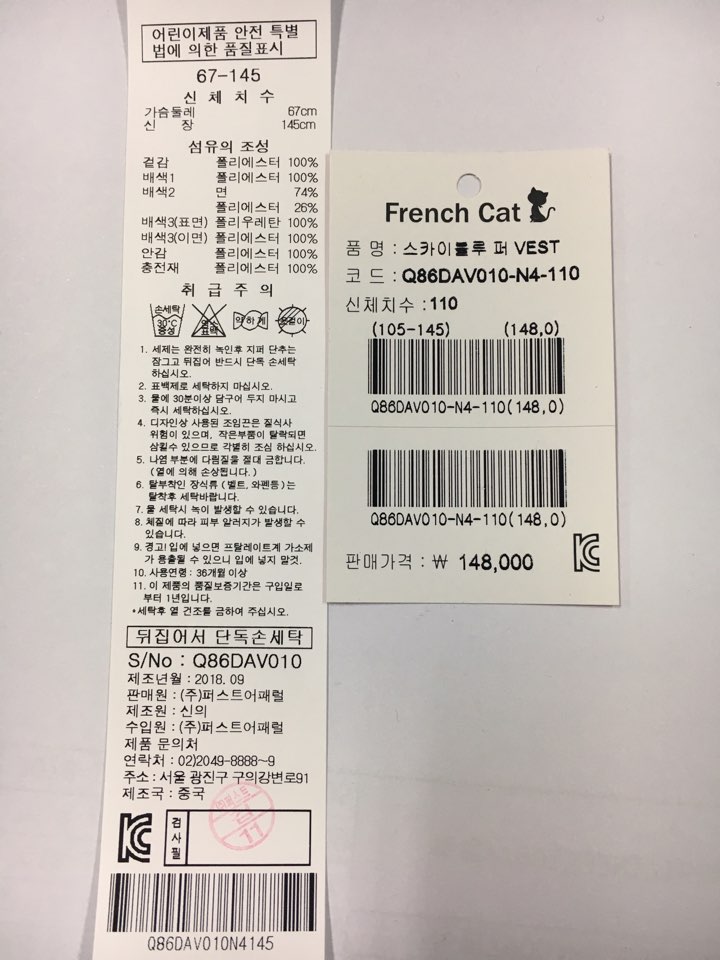 어린이제품 안전 특별
법에 의한 품질표시
67-145
신 체 치 수
가슴둘레 67cm
신 장 145cm
섬유의 조성
겉감 폴리에스터 100%
배색1 폴리에스터 100%
배색2 면 74%
폴리에스터 26%
배색3(표면) 폴리우레탄 100%
배색3(이면) 폴리에스터 100%
안감 폴리에스터 100%
충전재 폴리에스터 100%
취 급 주 의
손세탁
30℃
중성
염소
표백
약하게
옷걸이
1. 세제는 완전히 녹인후 지퍼 단추는
잠그고 뒤집어 반드시 단독 손세탁
하십시오.
2. 표백제로 세탁하지 마십시오.
3. 물에 30분이상 담구어 두지 마시고
즉시 세탁하십시오.
4. 디자인상 사용된 조임끈은 질식사
위험이 있으며, 작은부품이 탈락되면
삼킬수 있으므로 각별히 조심 하십시오.
5. 나염 부분에 다림질을 절대 금합니다.
(열에 의해 손상됩니다.)
6. 탈부착인 장식류(벨트, 와펜등)는
탈착후 세탁바랍니다.
7. 물 세탁시 녹이 발생할 수 있습니다.
8. 체질에 따라 피부 알러지가 발생할 수
있습니다.
9. 경고! 입에 넣으면 프탈레이트계 가소제
가 용출될 수 있으니 입에 넣지 말것.
10. 사용연령 : 36개월 이상
11. 이 제품의 품질보증기간은 구입일로
부터 1년입니다.
*세탁후 열 건조를 금하여 주십시오.
뒤집어서 단독손세탁
S/No : Q86DAV010
제조년월 : 2018. 09
판매원 : (주)퍼스트어패럴
제조원 : 신의
수입원 : (주)퍼스트어패럴
제품 문의처
연락처 : 02)2049-8888~9
주소 : 서울 광진구 구의강변로91
제조국 : 중국
검사필
검
11
Q86DAV010N4145
French Cat
품 명 : 스카이블루 퍼 VEST
코 드 : Q86DAV010-N4-110
신체치수 : 110
(105-145) (148,0)
Q86DAV010-N4-110(148,0)
Q86DAV010-N4-110(148,0)
판매가격 : ₩ 148,000